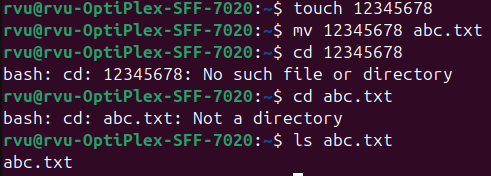 rvu@rvu-OptiPlex-SFF-7020:~$ touch 12345678
rvu@rvu-OptiPlex-SFF-7020:~$ mv 12345678 abc.txt
rvu@rvu-OptiPlex-SFF-7020:~$ cd 12345678
bash: cd: 12345678: No such file or directory
rvu@rvu-OptiPlex-SFF-7020:~$ cd abc.txt
bash: cd: abc.txt: Not a directory
rvu@rvu-OptiPlex-SFF-7020:~$ ls abc.txt
abc.txt